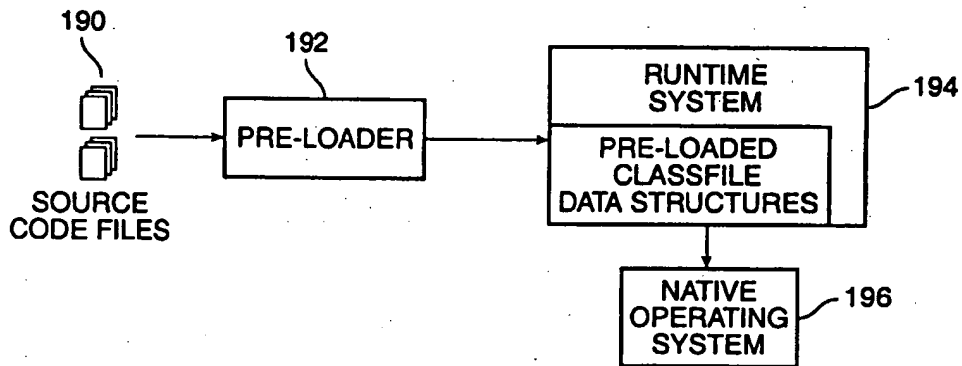 190
SOURCE
CODE FILES
192
PRE-LOADER
RUNTIME
SYSTEM
194
PRE-LOADED
CLASSFILE
DATA STRUCTURES
NATIVE
OPERATING
SYSTEM
196